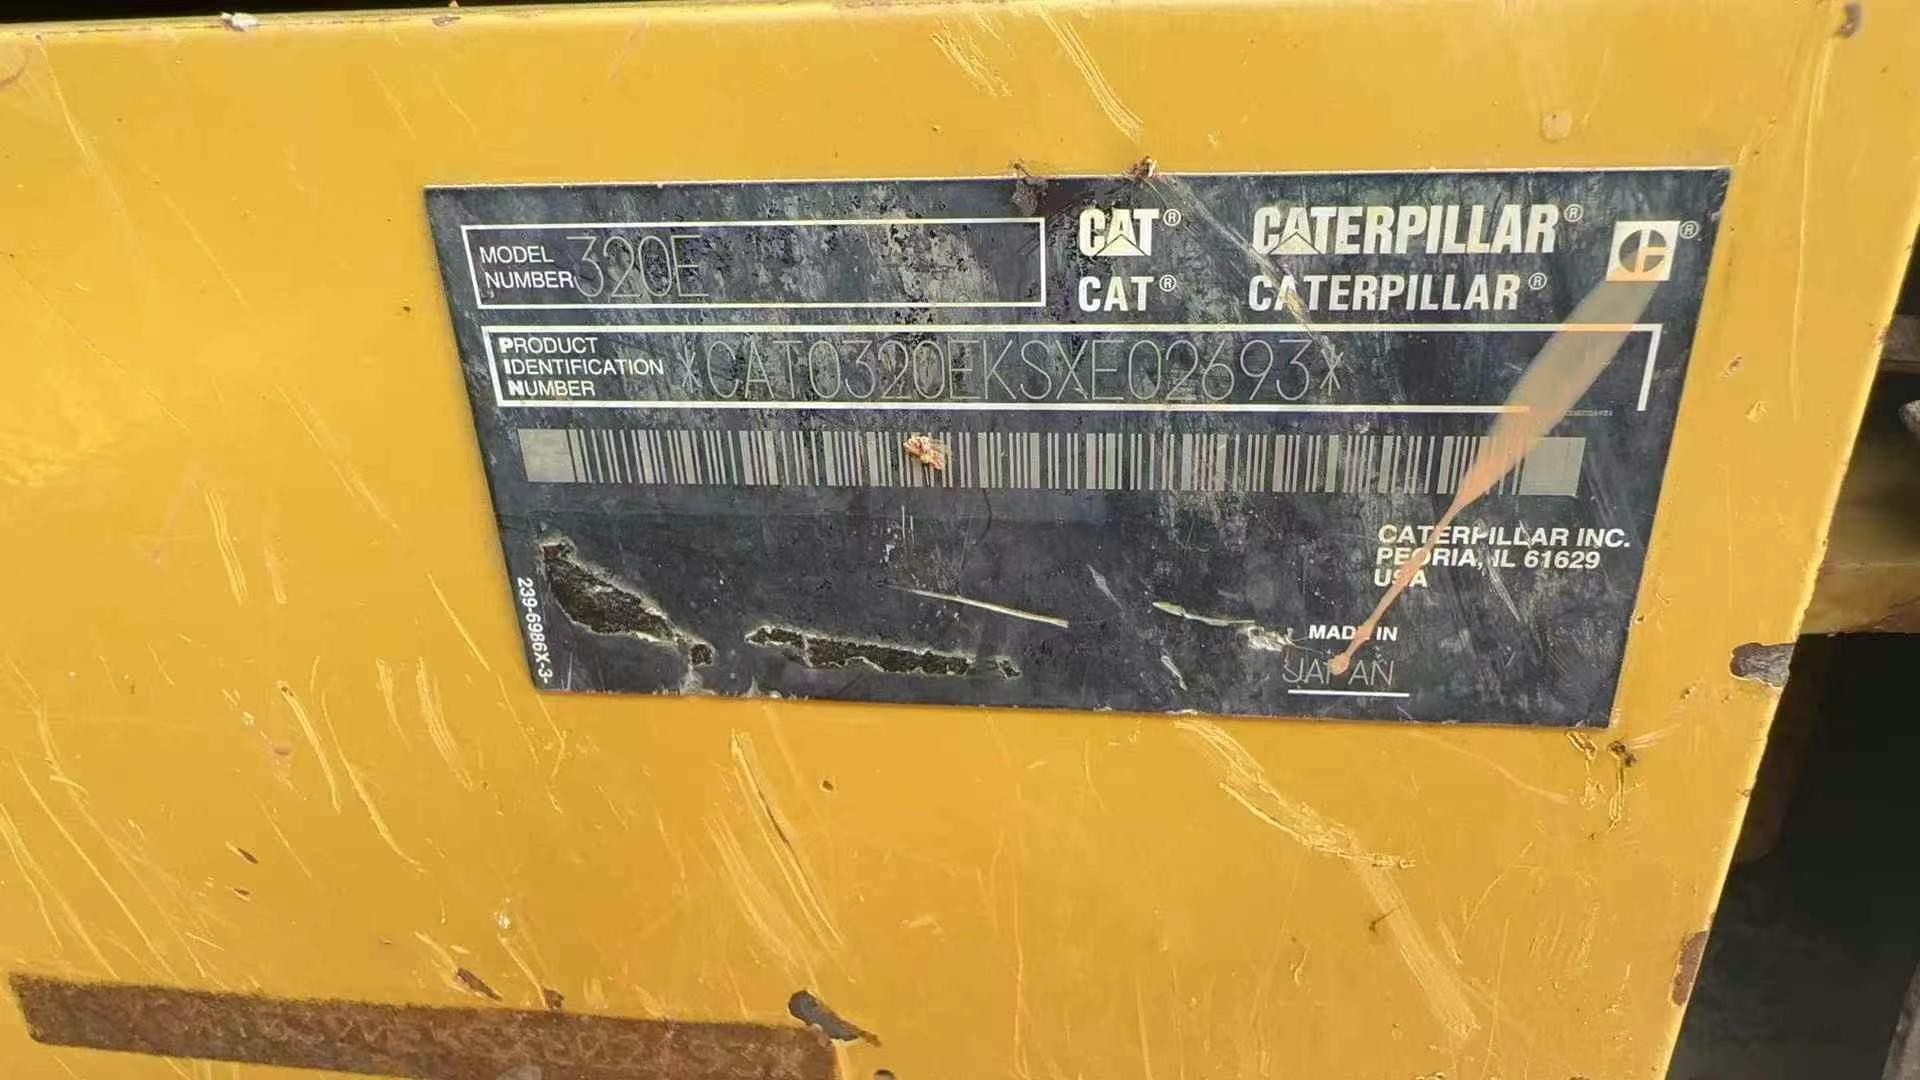 MODEL
NUMBER 320E
CAT® CATERPILLAR® ®
CAT® CATERPILLAR®
PRODUCT
IDENTIFICATION
NUMBER *CAT0320EKSXE02693*
CATERPILLAR INC.
PEORIA, IL 61629
USA
MADE IN
JAPAN
239-6986X-3-